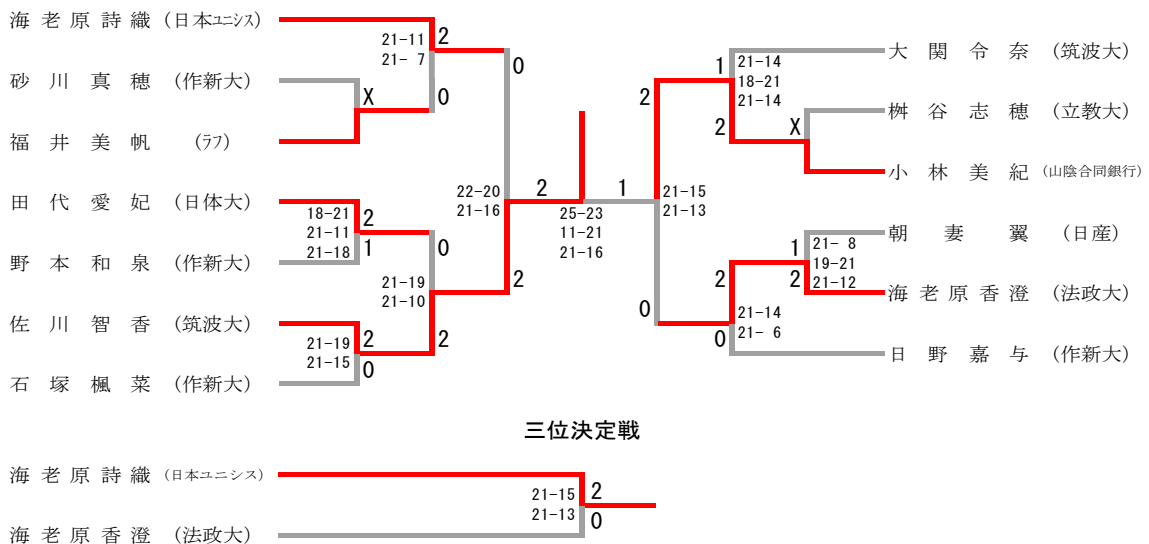 海老原詩織 (日本ユニシス)
砂川真穂 (作新大)
福井美帆 (ラフ)
田代愛妃 (日体大)
野本和泉 (作新大)
佐川智香 (筑波大)
石塚楓菜 (作新大)
21-11
21- 7
2
0
X
18-21
21-11
21-18
2
1
21-19
21-15
2
0
21-19
21-10
0
2
22-20
21-16
0
2
2
1
25-23
11-21
21-16
大関令奈 (筑波大)
桝谷志穂 (立教大)
小林美紀 (山陰合同銀行)
朝妻翼 (日産)
海老原香澄 (法政大)
日野嘉与 (作新大)
1
2
21-14
18-21
21-14
X
1
2
21- 8
19-21
21-12
2
0
21-14
21- 6
2
0
21-15
21-13
三位決定戦
海老原詩織 (日本ユニシス)
海老原香澄 (法政大)
21-15
21-13
2
0